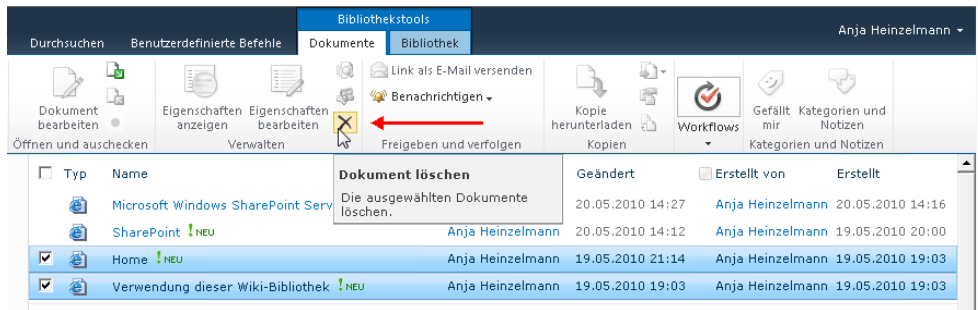 Bibliothekstools
Anja Heinzelmann
Durchsuchen Benutzerdefinierte Befehle Dokumente Bibliothek
Dokument bearbeiten
Öffnen und auschecken
Eigenschaften anzeigen
Eigenschaften bearbeiten
Verwalten
Link als E-Mail versenden
Benachrichtigen
Freigeben und verfolgen
Kopie herunterladen
Kopien
Workflows
Gefällt mir
Kategorien und Notizen
Kategorien und Notizen
Typ Name Geändert Erstellt von Erstellt
Dokument löschen
Die ausgewählten Dokumente
löschen.
Microsoft Windows SharePoint Serv 20.05.2010 14:27 Anja Heinzelmann 20.05.2010 14:16
SharePoint ! NEU Anja Heinzelmann 20.05.2010 14:12 Anja Heinzelmann 19.05.2010 20:00
Home ! NEU Anja Heinzelmann 19.05.2010 21:14 Anja Heinzelmann 19.05.2010 19:03
Verwendung dieser Wiki-Bibliothek ! NEU Anja Heinzelmann 19.05.2010 19:03 Anja Heinzelmann 19.05.2010 19:03